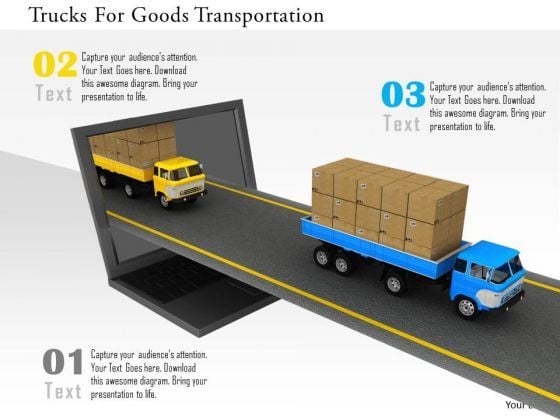 Trucks For Goods Transportation
02
Text
Capture your audience's attention.
Your Text Goes here. Download
this awesome diagram. Bring your
presentation to life.
03
Text
Capture your audience's attention.
Your Text Goes here. Download
this awesome diagram. Bring your
presentation to life.
01
Text
Capture your audience's attention.
Your Text Goes here. Download
this awesome diagram. Bring your
presentation to life.
Your